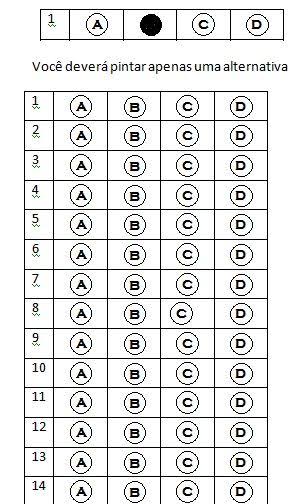 1 A C D
Você deverá pintar apenas uma alternativa
1 A B C D
2 A B C D
3 A B C D
4 A B C D
5 A B C D
6 A B C D
7 A B C D
8 A B C D
9 A B C D
10 A B C D
11 A B C D
12 A B C D
13 A B C D
14 A B C D